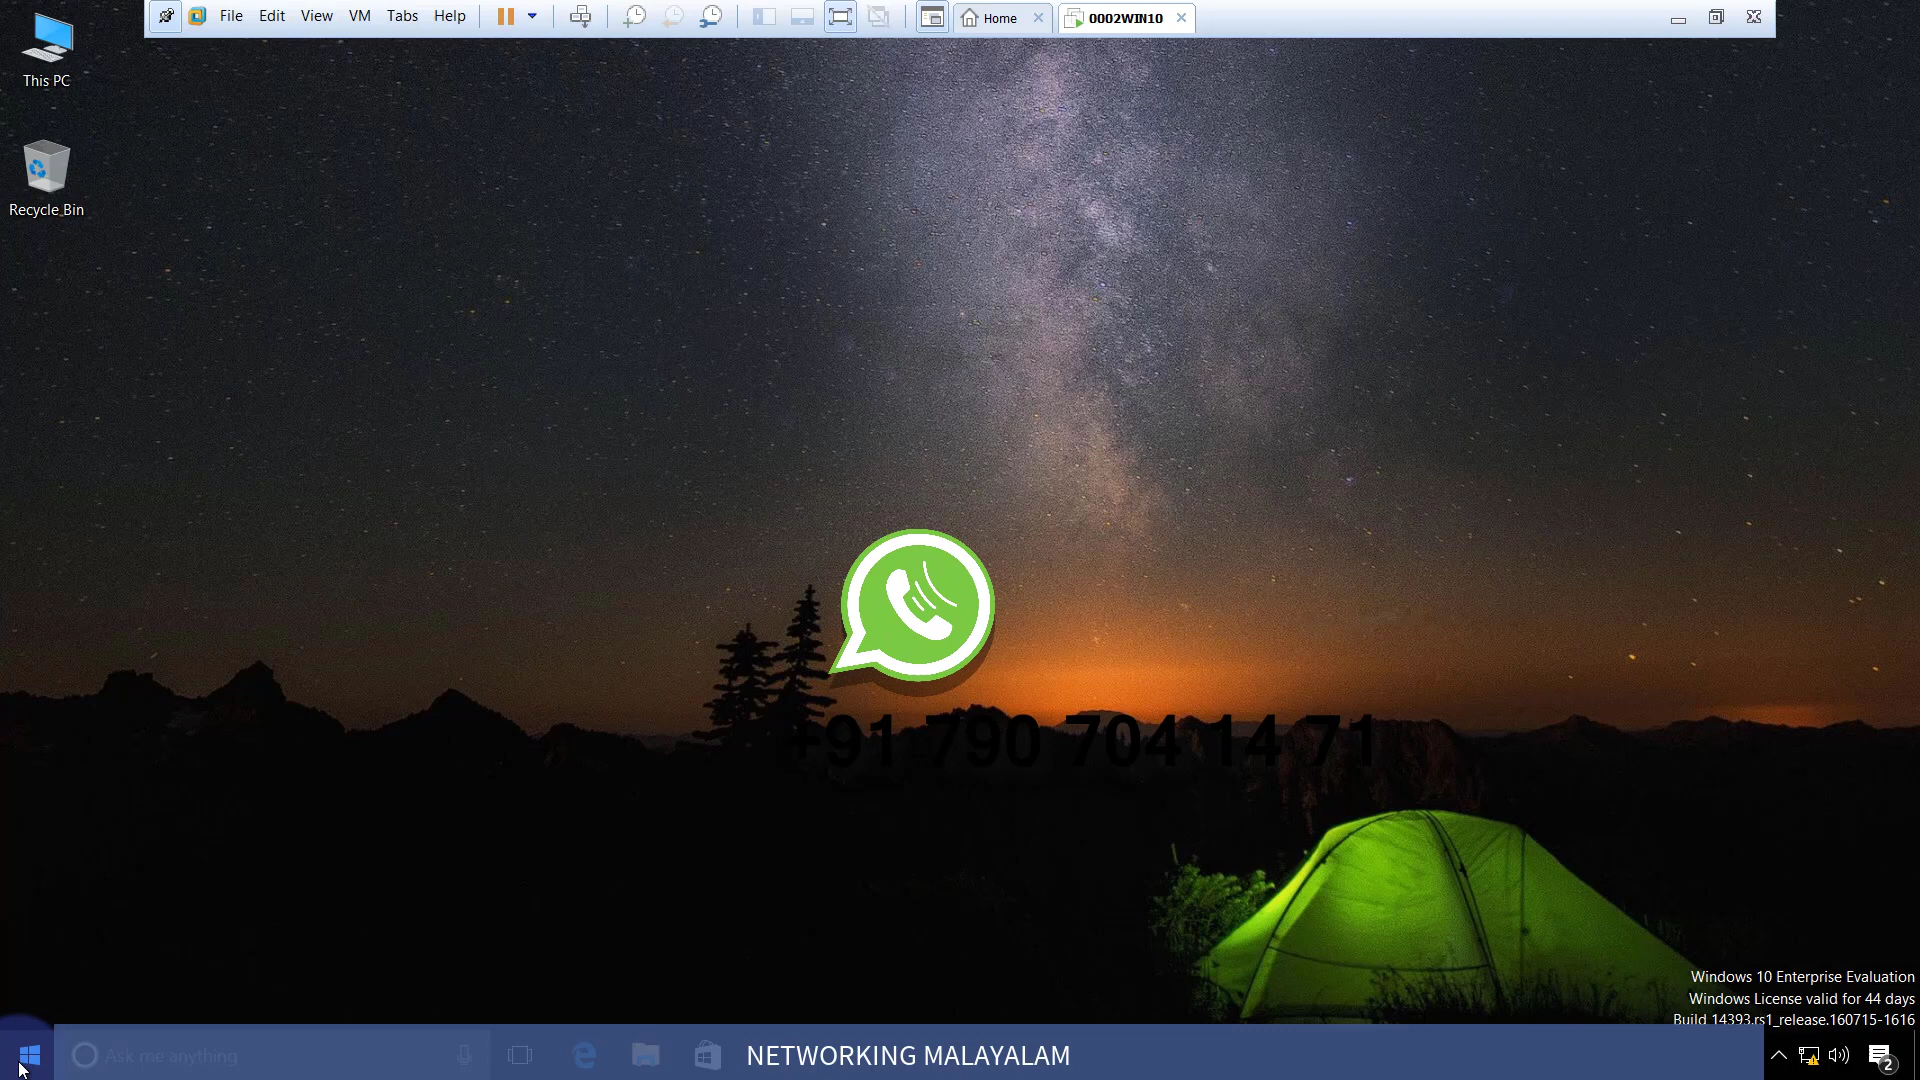 File Edit View VM Tabs Help
Home
0002WIN10
This PC
Recycle Bin
+91 790 704 14 71
Windows 10 Enterprise Evaluation
Windows License valid for 44 days
Build 14393.rs1_release.160715-1616
Ask me anything
NETWORKING MALAYALAM
2